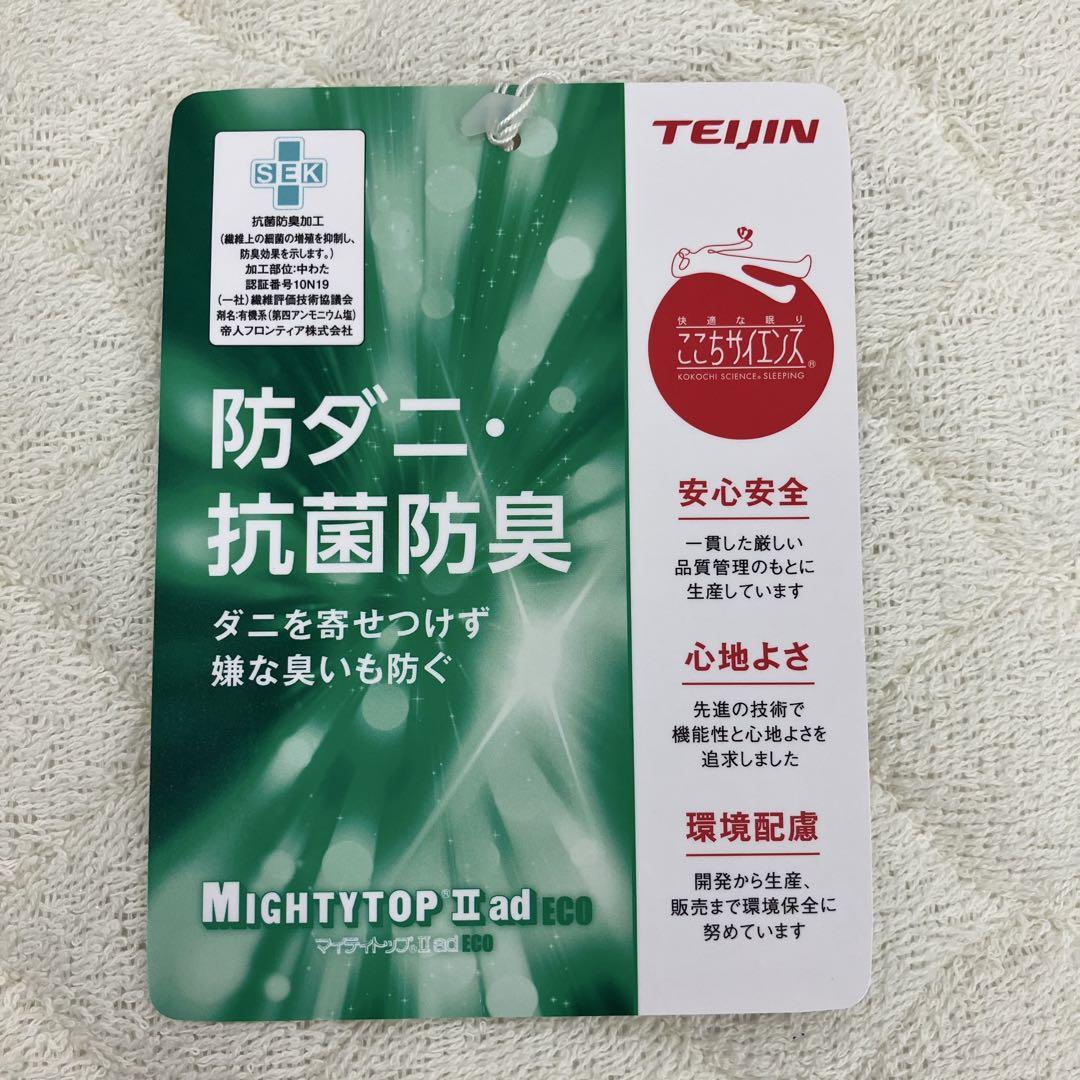 SEK
抗菌防臭加工
(繊維上の細菌の増殖を抑制し、
防臭効果を示します。)
加工部位:中わた
認証番号10N19
(一社)繊維評価技術協議会
剤名:有機系(第四アンモニウム塩)
帝人フロンティア株式会社
防ダニ・
抗菌防臭
ダニを寄せつけず
嫌な臭いも防ぐ
MIGHTYTOP®II ad ECO
マイティトップ®II ad ECO
TEIJIN
快適な眠り
ここちサイエンス®
KOKOCHI SCIENCE® SLEEPING
安心安全
一貫した厳しい
品質管理のもとに
生産しています
心地よさ
先進の技術で
機能性と心地よさを
追求しました
環境配慮
開発から生産、
販売まで環境保全に
努めています